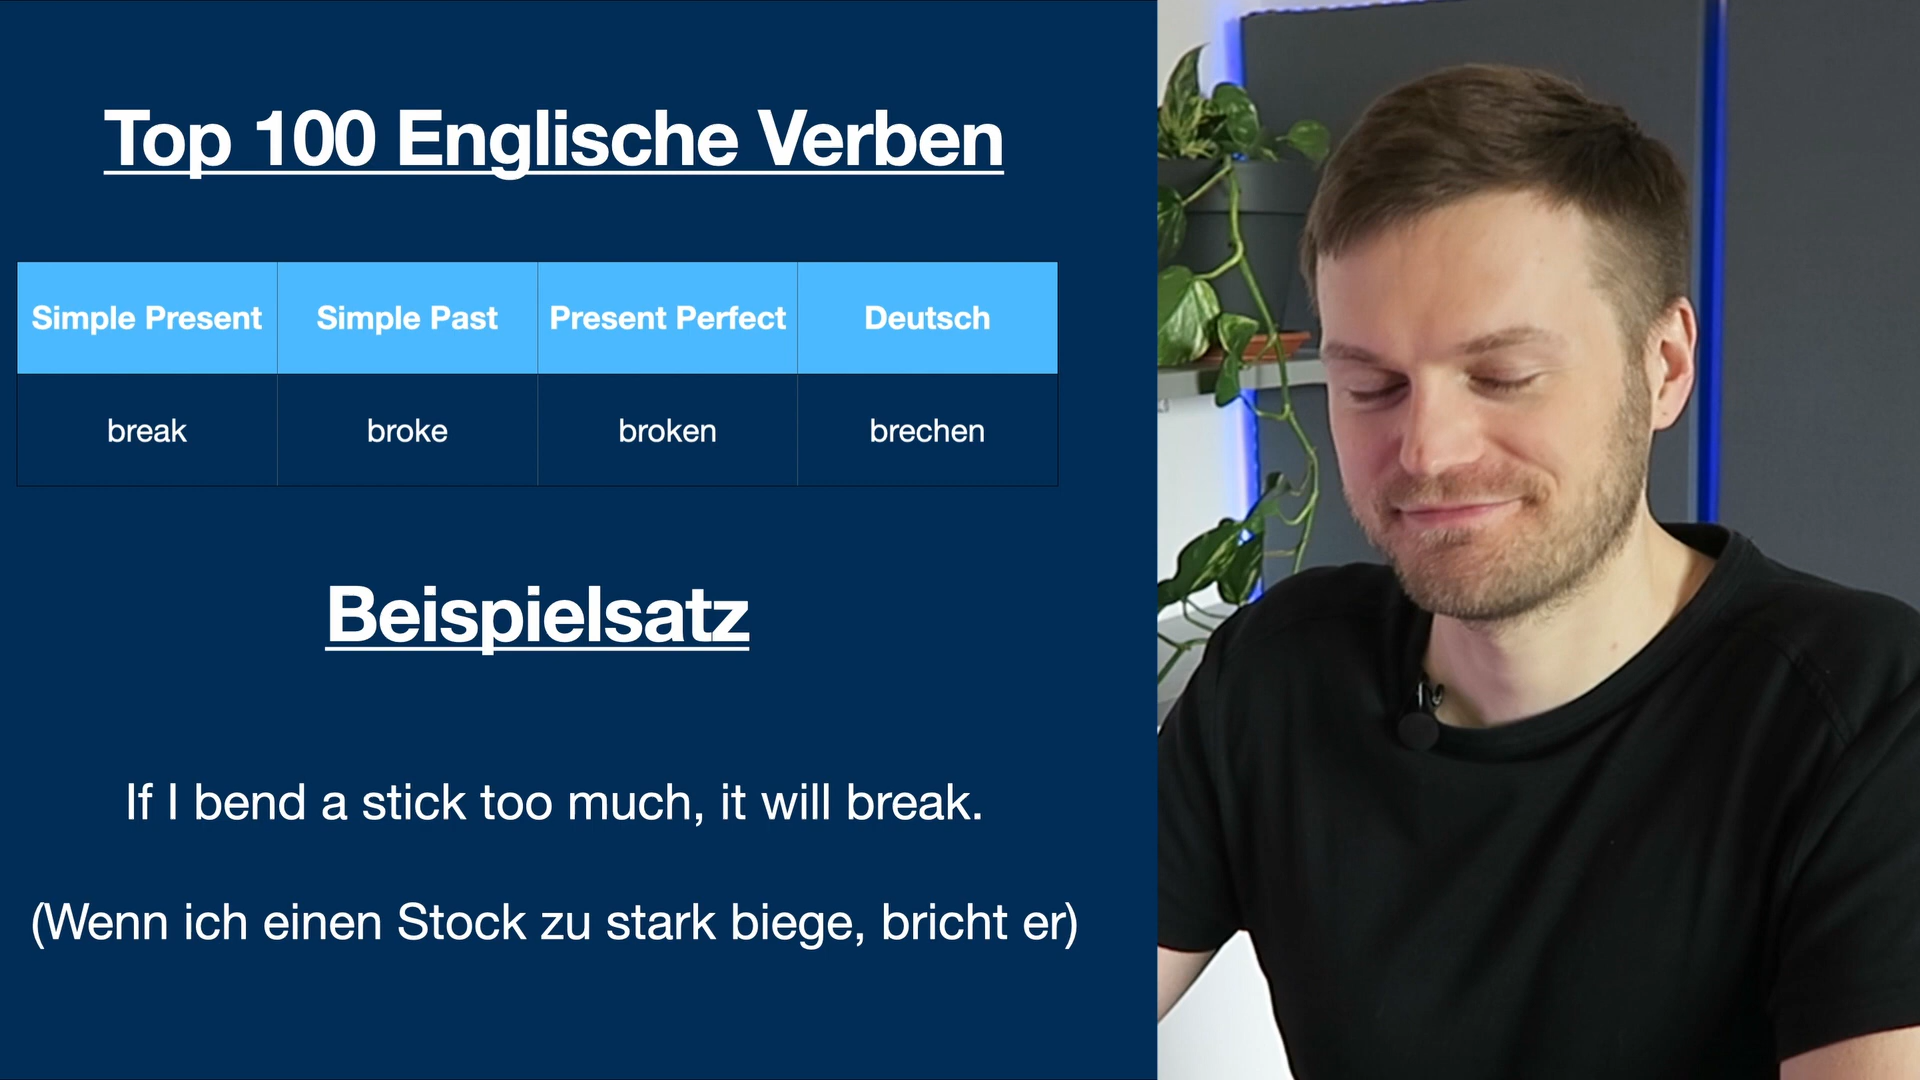 Top 100 Englische Verben
Simple Present Simple Past Present Perfect Deutsch
break broke broken brechen
Beispielsatz
If I bend a stick too much, it will break.
(Wenn ich einen Stock zu stark biege, bricht er)